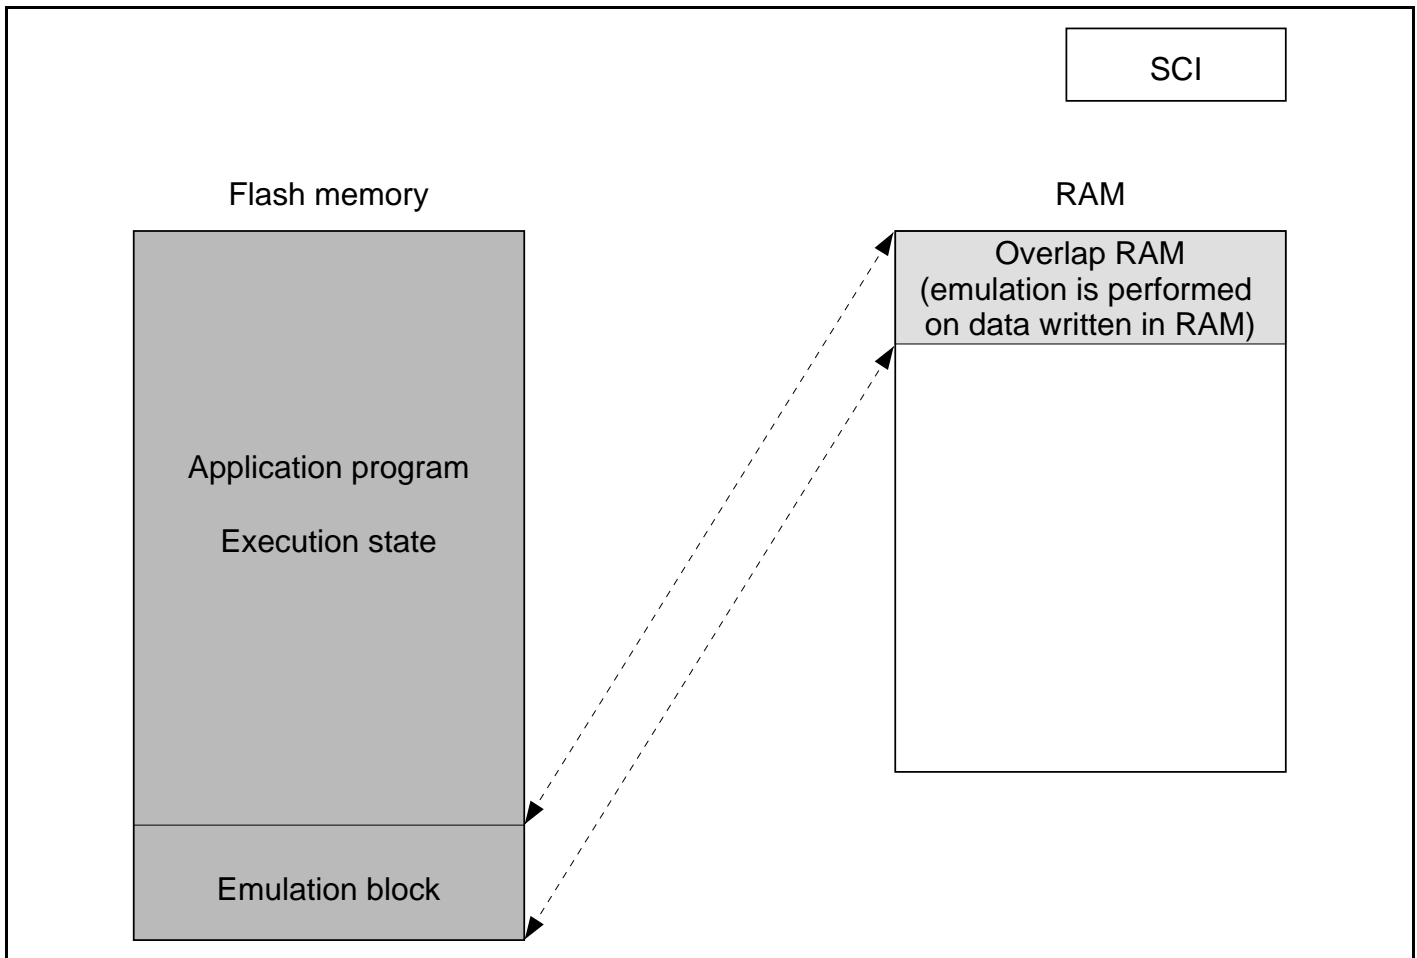 SCI
Flash memory
RAM
Overlap RAM
(emulation is performed
on data written in RAM)
Application program
Execution state
Emulation block